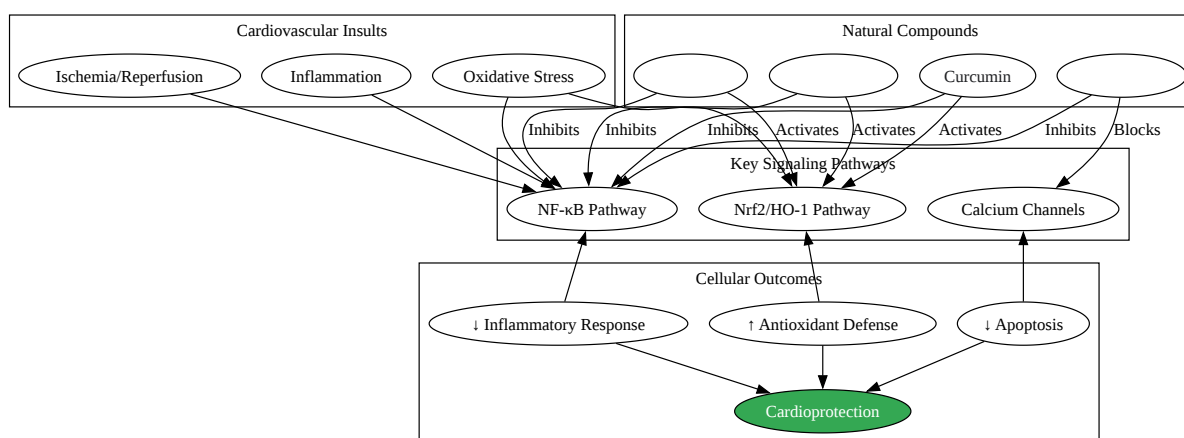 Cardiovascular Insults
Natural Compounds
Ischemia/Reperfusion
Inflammation
Oxidative Stress
Curcumin
Inhibits
Inhibits
Inhibits
Activates
Activates
Activates
Inhibits
Blocks
Key Signaling Pathways
NF-κB Pathway
Nrf2/HO-1 Pathway
Calcium Channels
Cellular Outcomes
↓ Inflammatory Response
↑ Antioxidant Defense
↓ Apoptosis
Cardioprotection